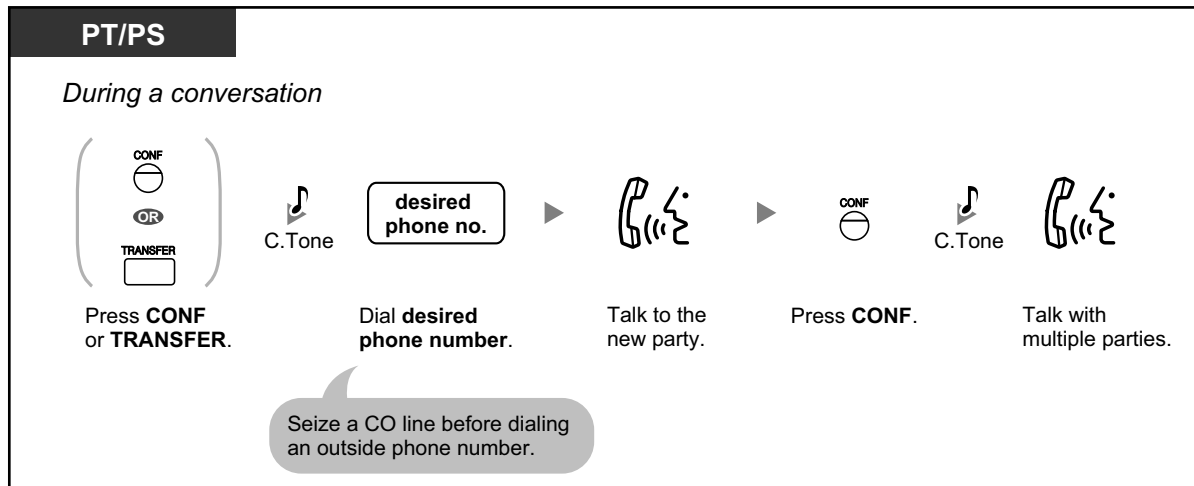 PT/PS
During a conversation
CONF
OR
TRANSFER
C.Tone
desired
phone no.
CONF
C.Tone
Press CONF
or TRANSFER.
Dial desired
phone number.
Talk to the
new party.
Press CONF.
Talk with
multiple parties.
Seize a CO line before dialing
an outside phone number.